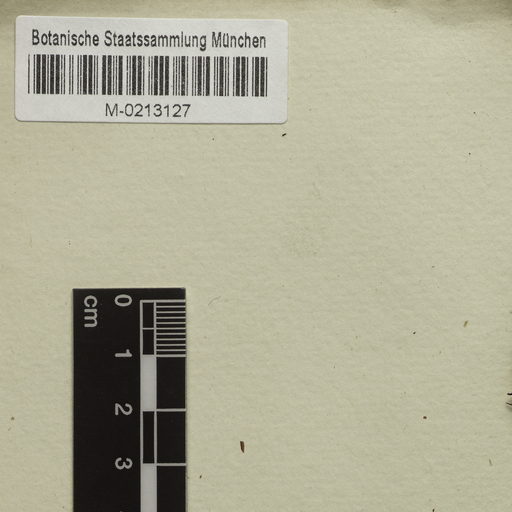 Botanische Staatssammlung München
M-0213127
cm
0
1
2
3